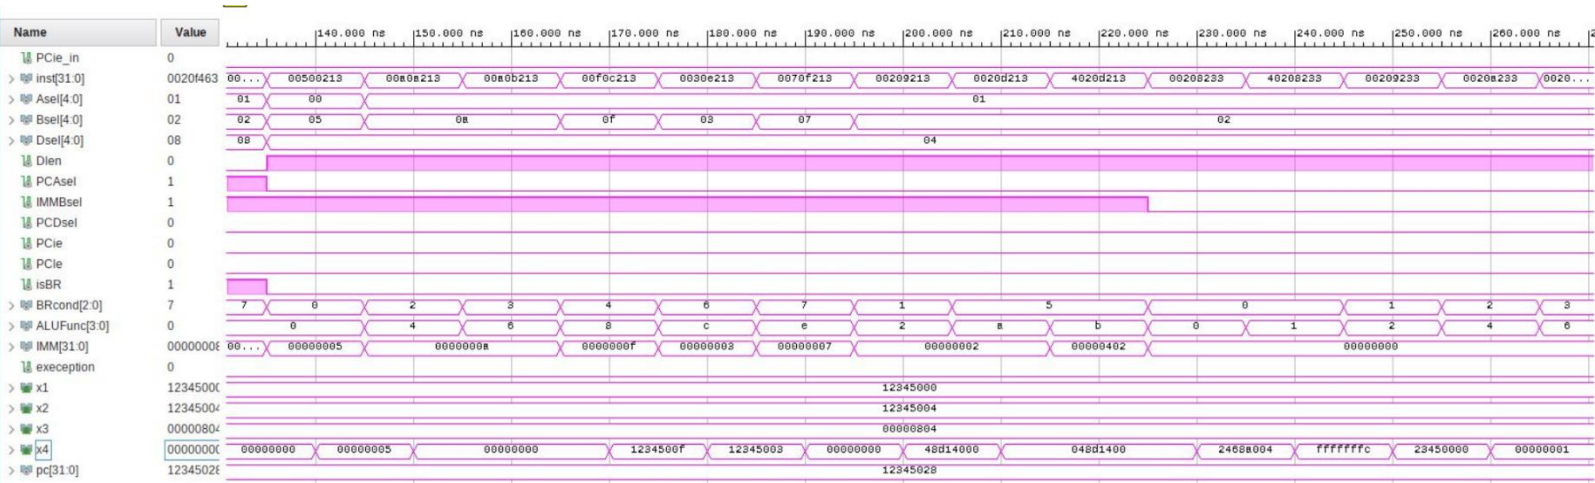 Name Value 140.000 ns 150.000 ns 160.000 ns 170.000 ns 180.000 ns 190.000 ns 200.000 ns 210.000 ns 220.000 ns 230.000 ns 240.000 ns 250.000 ns 260.000 ns
PCie_in 0
inst[31:0] 0020f463 00... 00500213 00a0a213 00a0b213 00f0c213 0030e213 0070f213 00209213 0020d213 4020d213 00208233 40208233 00209233 0020a233 0020...
Asel[4:0] 01 01 00 01
Bsel[4:0] 02 02 05 0a 0f 03 07 02
Dsel[4:0] 08 08 04
Dlen 0
PCAsel 1
IMMBsel 1
PCDsel 0
PCie 0
PCIe 0
isBR 1
BRcond[2:0] 7 7 0 2 3 4 6 7 1 5 0 1 2 3
ALUFunc[3:0] 0 0 4 6 8 c e 2 a b 0 1 2 4 6
IMM[31:0] 00000008 00... 00000005 0000000a 0000000f 00000003 00000007 00000002 00000402 00000000
exeception 0
x1 12345000 12345000
x2 12345004 12345004
x3 00000804 00000804
x4 00000000 00000000 00000005 00000000 1234500f 12345003 00000000 48d14000 048d1400 2468a004 fffffffc 23450000 00000001
pc[31:0] 12345028 12345028